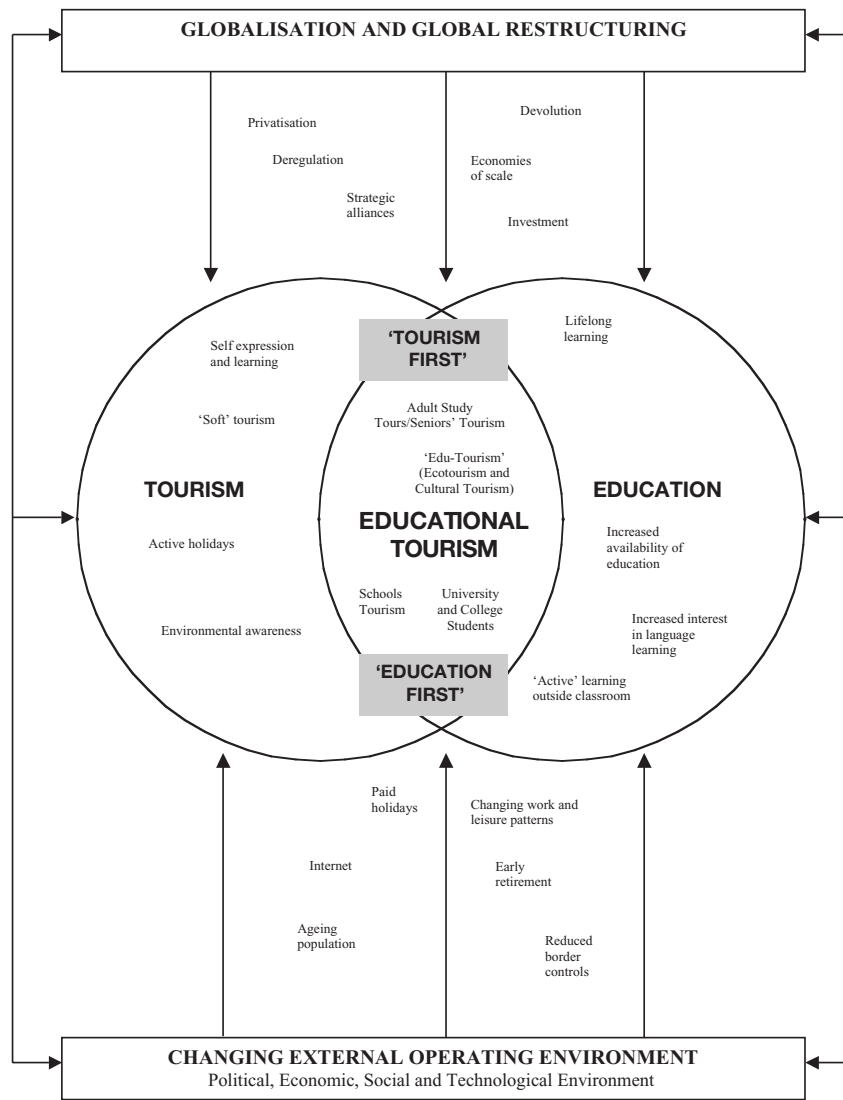 GLOBALISATION AND GLOBAL RESTRUCTURING
Devolution
Privatisation
Deregulation
Economies
of scale
Strategic
alliances
Investment
‘TOURISM
FIRST’
Lifelong
learning
Self expression
and learning
‘Soft’ tourism
Adult Study
Tours/Seniors’ Tourism
‘Edu-Tourism’
(Ecotourism and
Cultural Tourism)
TOURISM
EDUCATION
EDUCATIONAL
TOURISM
Active holidays
Increased
availability of
education
Schools
Tourism
University
and College
Students
Environmental awareness
Increased interest
in language
learning
‘EDUCATION
FIRST’
‘Active’ learning
outside classroom
Paid
holidays
Changing work and
leisure patterns
Internet
Early
retirement
Ageing
population
Reduced
border
controls
CHANGING EXTERNAL OPERATING ENVIRONMENT
Political, Economic, Social and Technological Environment